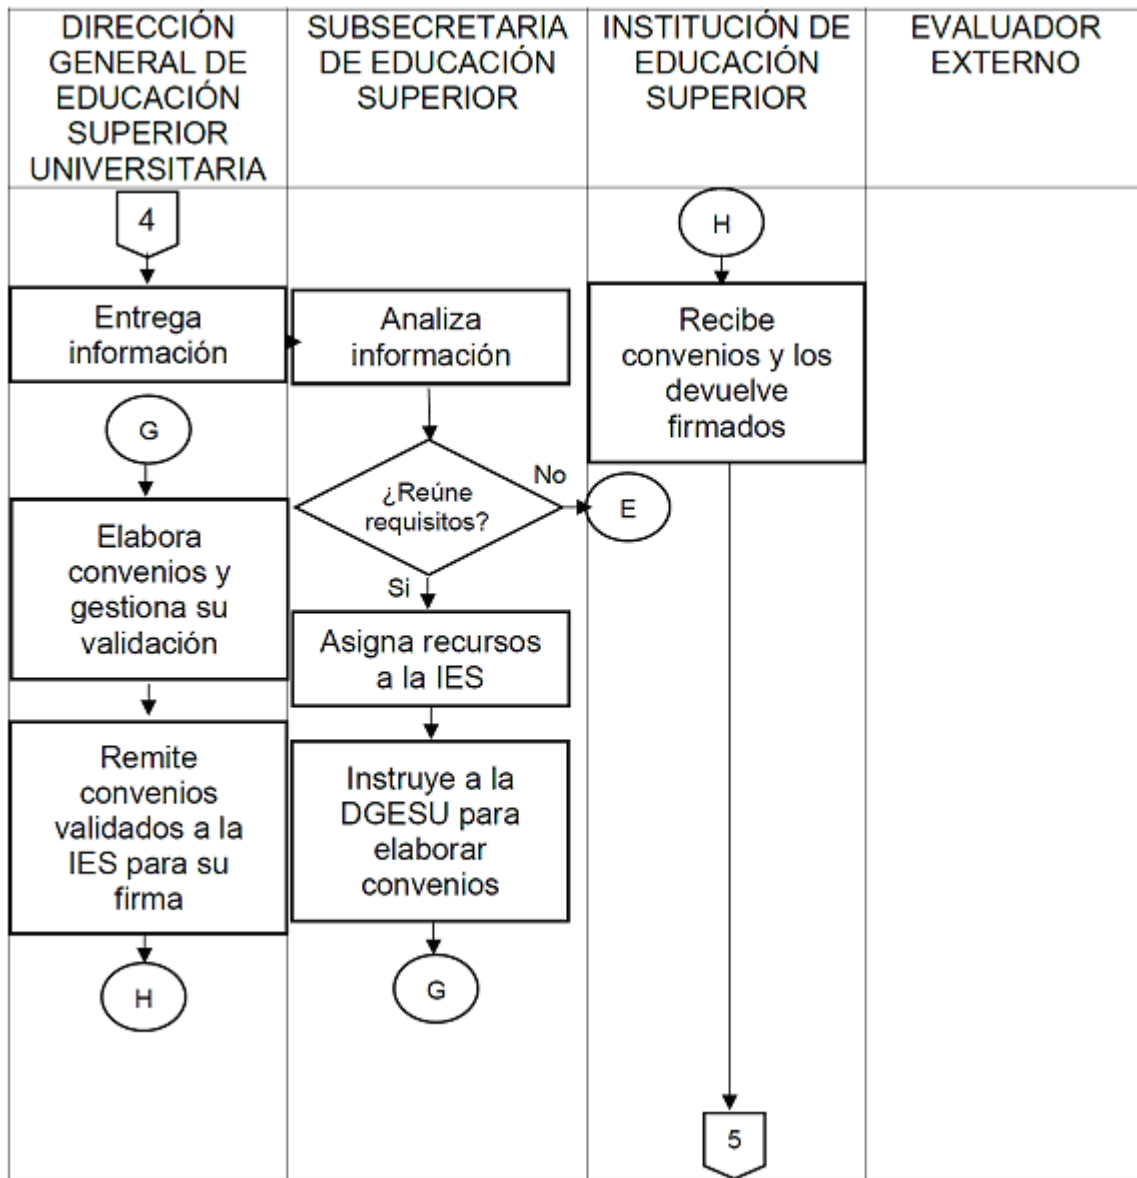 DIRECCIÓN
GENERAL DE
EDUCACIÓN
SUPERIOR
UNIVERSITARIA
SUBSECRETARIA
DE EDUCACIÓN
SUPERIOR
INSTITUCIÓN DE
EDUCACIÓN
SUPERIOR
EVALUADOR
EXTERNO
4
Entrega
información
G
Elabora
convenios y
gestiona su
validación
Remite
convenios
validados a la
IES para su
firma
H
Analiza
información
¿Reúne
requisitos?
No
E
Si
Asigna recursos
a la IES
Instruye a la
DGESU para
elaborar
convenios
G
H
Recibe
convenios y los
devuelve
firmados
5